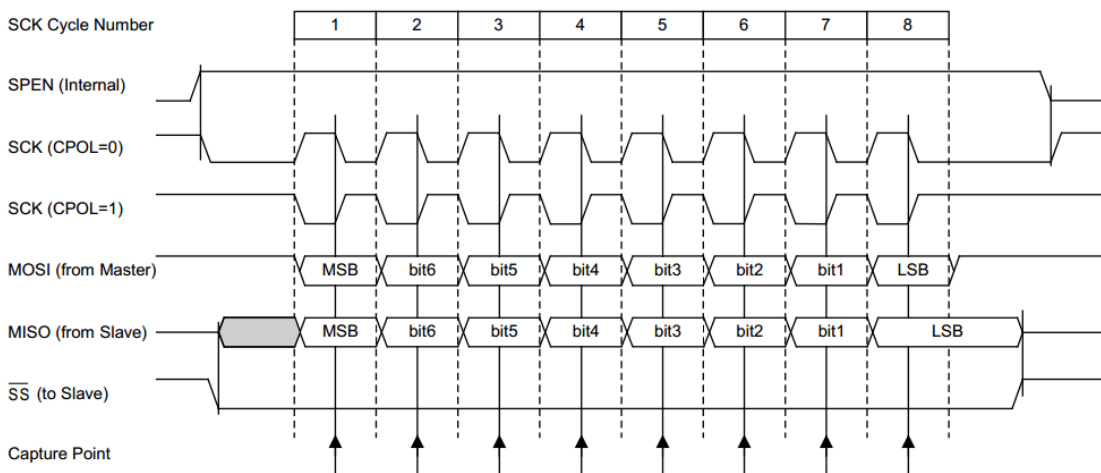 SCK Cycle Number 1 2 3 4 5 6 7 8
SPEN (Internal)
SCK (CPOL=0)
SCK (CPOL=1)
MOSI (from Master) MSB bit6 bit5 bit4 bit3 bit2 bit1 LSB
MISO (from Slave) MSB bit6 bit5 bit4 bit3 bit2 bit1 LSB
S̅S̅ (to Slave)
Capture Point